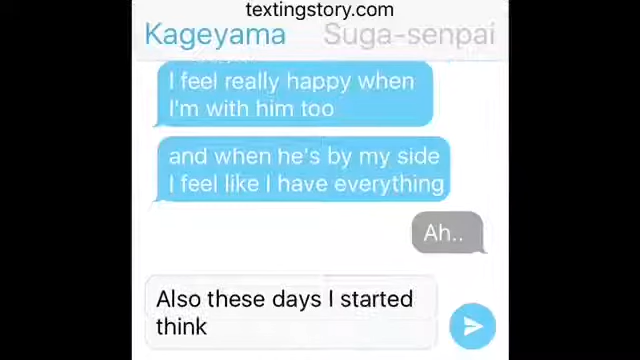 textingstory.com
Kageyama Suga-senpai
I feel really happy when
I'm with him too
and when he's by my side
I feel like I have everything
Ah..
Also these days I started
think